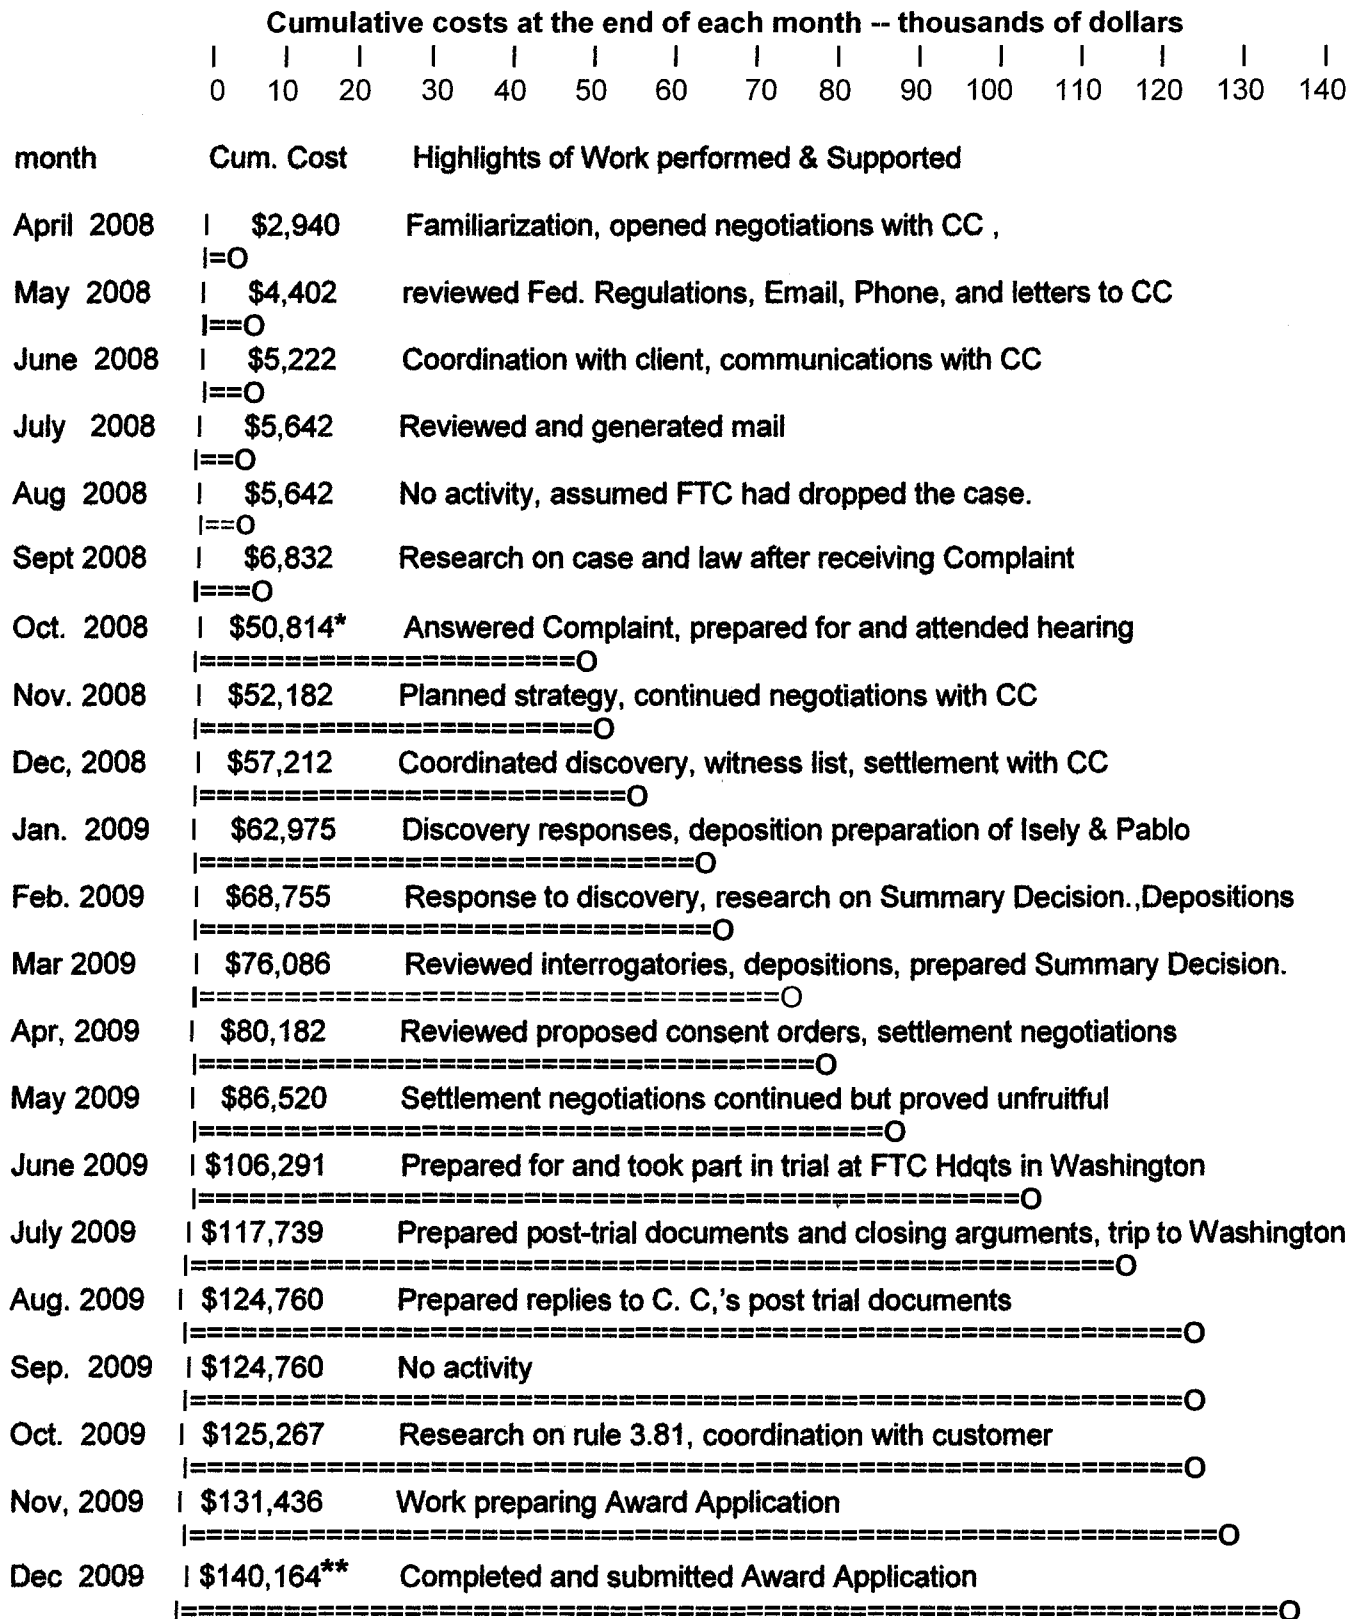 Cumulative costs at the end of each month -- thousands of dollars
| | | | | | | | | | | | | | |
0 10 20 30 40 50 60 70 80 90 100 110 120 130 140
month Cum. Cost Highlights of Work performed & Supported
April 2008 | $2,940 Familiarization, opened negotiations with CC ,
|=O
May 2008 | $4,402 reviewed Fed. Regulations, Email, Phone, and letters to CC
|==O
June 2008 | $5,222 Coordination with client, communications with CC
|==O
July 2008 | $5,642 Reviewed and generated mail
|==O
Aug 2008 | $5,642 No activity, assumed FTC had dropped the case.
|==O
Sept 2008 | $6,832 Research on case and law after receiving Complaint
|===O
Oct. 2008 | $50,814* Answered Complaint, prepared for and attended hearing
|======================O
Nov. 2008 | $52,182 Planned strategy, continued negotiations with CC
|=======================O
Dec, 2008 | $57,212 Coordinated discovery, witness list, settlement with CC
|=========================O
Jan. 2009 | $62,975 Discovery responses, deposition preparation of Isely & Pablo
|=============================O
Feb. 2009 | $68,755 Response to discovery, research on Summary Decision.,Depositions
|==============================O
Mar 2009 | $76,086 Reviewed interrogatories, depositions, prepared Summary Decision.
|==================================O
Apr, 2009 | $80,182 Reviewed proposed consent orders, settlement negotiations
|====================================O
May 2009 | $86,520 Settlement negotiations continued but proved unfruitful
|========================================O
June 2009 | $106,291 Prepared for and took part in trial at FTC Hdqts in Washington
|================================================O
July 2009 | $117,739 Prepared post-trial documents and closing arguments, trip to Washington
|======================================================O
Aug. 2009 | $124,760 Prepared replies to C. C,'s post trial documents
|==========================================================O
Sep. 2009 | $124,760 No activity
|==========================================================O
Oct. 2009 | $125,267 Research on rule 3.81, coordination with customer
|==========================================================O
Nov, 2009 | $131,436 Work preparing Award Application
|============================================================O
Dec 2009 | $140,164** Completed and submitted Award Application
|================================================================O